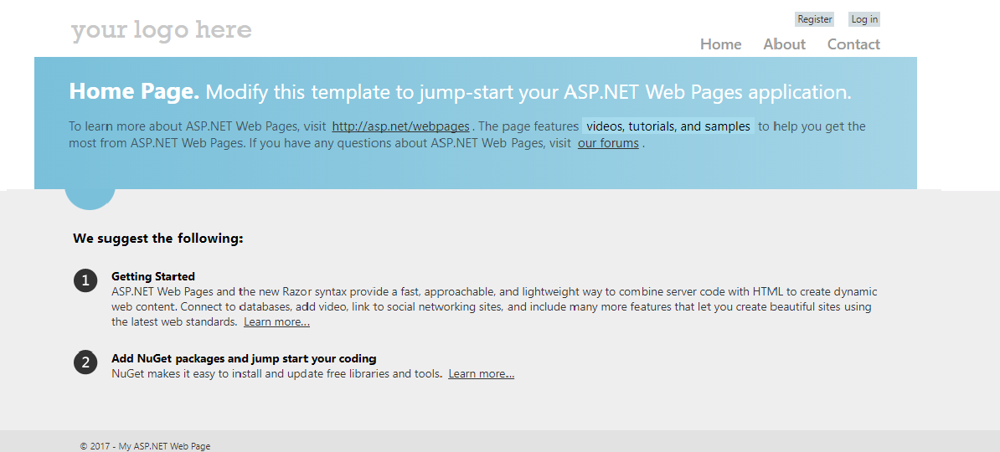 your logo here
Register Log in
Home About Contact
Home Page. Modify this template to jump-start your ASP.NET Web Pages application.
To learn more about ASP.NET Web Pages, visit http://asp.net/webpages . The page features videos, tutorials, and samples to help you get the
most from ASP.NET Web Pages. If you have any questions about ASP.NET Web Pages, visit our forums .
We suggest the following:
1 Getting Started
ASP.NET Web Pages and the new Razor syntax provide a fast, approachable, and lightweight way to combine server code with HTML to create dynamic
web content. Connect to databases, add video, link to social networking sites, and include many more features that let you create beautiful sites using
the latest web standards. Learn more...
2 Add NuGet packages and jump start your coding
NuGet makes it easy to install and update free libraries and tools. Learn more...
© 2017 - My ASP.NET Web Page